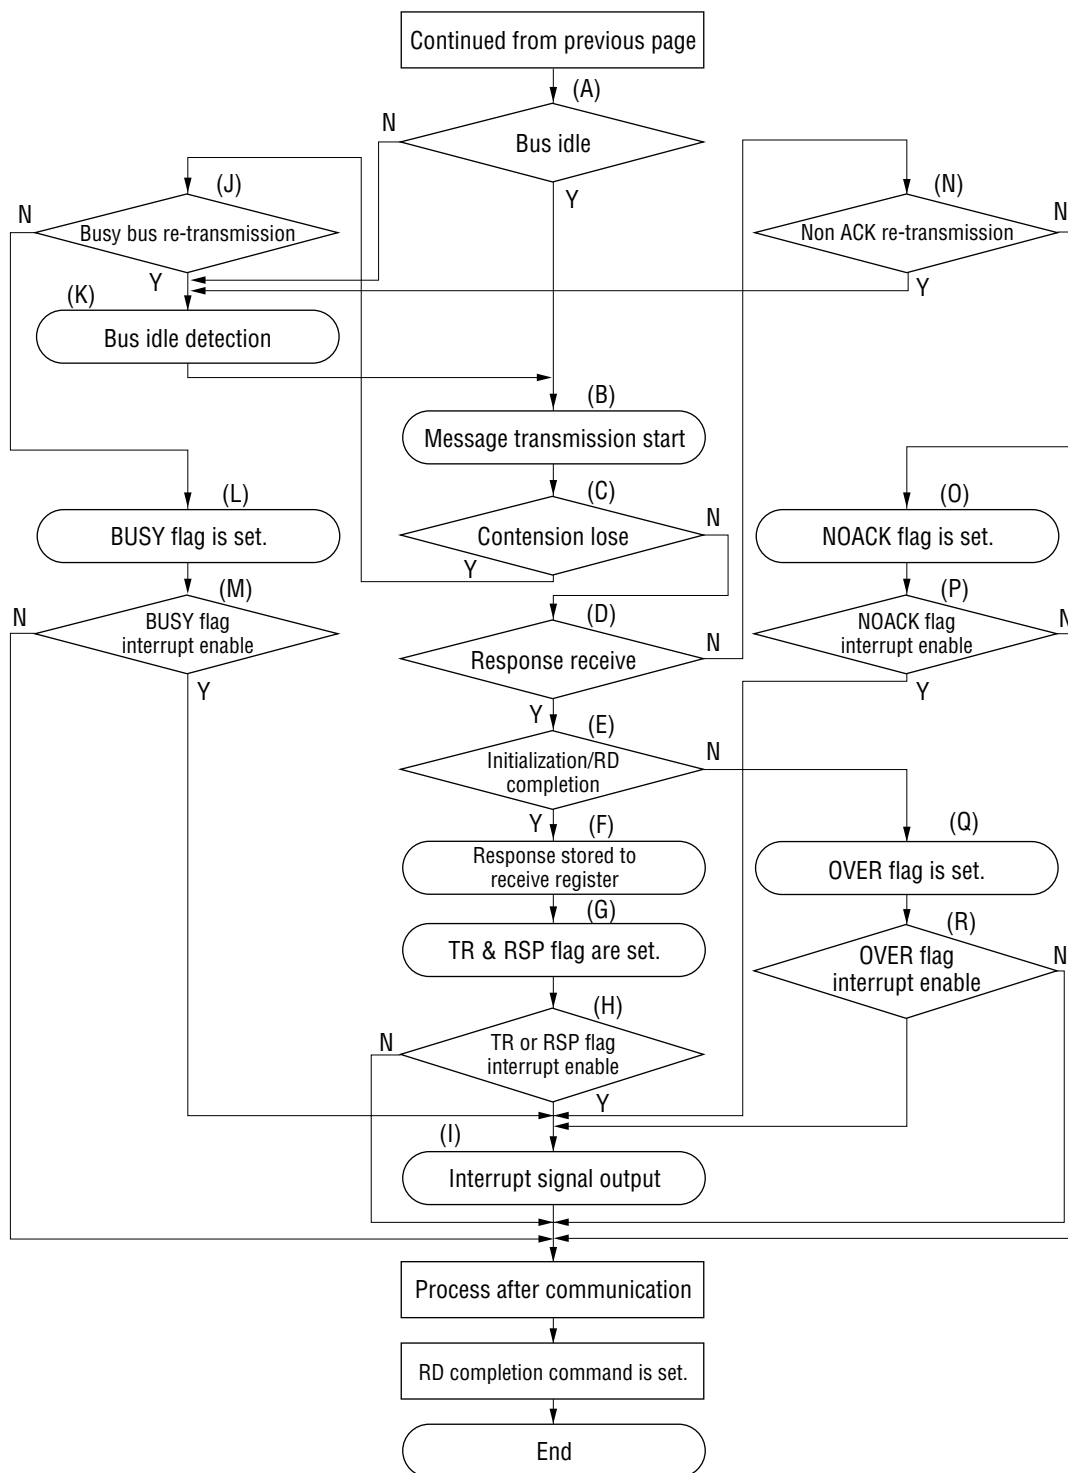 Continued from previous page
(A)
N
Bus idle
Y
(J)
N
Busy bus re-transmission
Y
(N)
N
Non ACK re-transmission
Y
(K)
Bus idle detection
(B)
Message transmission start
(C)
N
Contension lose
Y
(L)
BUSY flag is set.
(O)
NOACK flag is set.
(M)
N
BUSY flag
interrupt enable
Y
(D)
N
Response receive
Y
(P)
N
NOACK flag
interrupt enable
Y
(E)
N
Initialization/RD
completion
Y
(F)
Response stored to
receive register
(Q)
OVER flag is set.
(G)
TR & RSP flag are set.
(R)
N
OVER flag
interrupt enable
(H)
N
TR or RSP flag
interrupt enable
Y
(I)
Interrupt signal output
Process after communication
RD completion command is set.
End